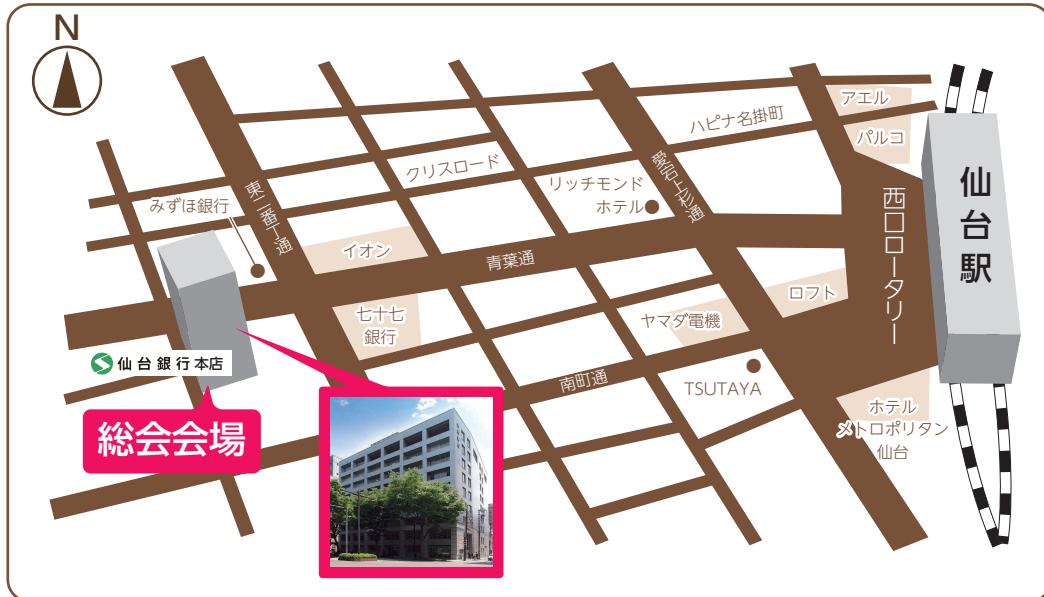 N
アエル
パルコ
ハピナ名掛町
クリスロード
愛宕上杉通
リッチモンド
ホテル
仙台駅
西口ロータリー
東二番丁通
みずほ銀行
イオン
青葉通
ロフト
七十七
銀行
ヤマダ電機
仙台銀行本店
南町通
TSUTAYA
ホテル
メトロポリタン
仙台
総会会場